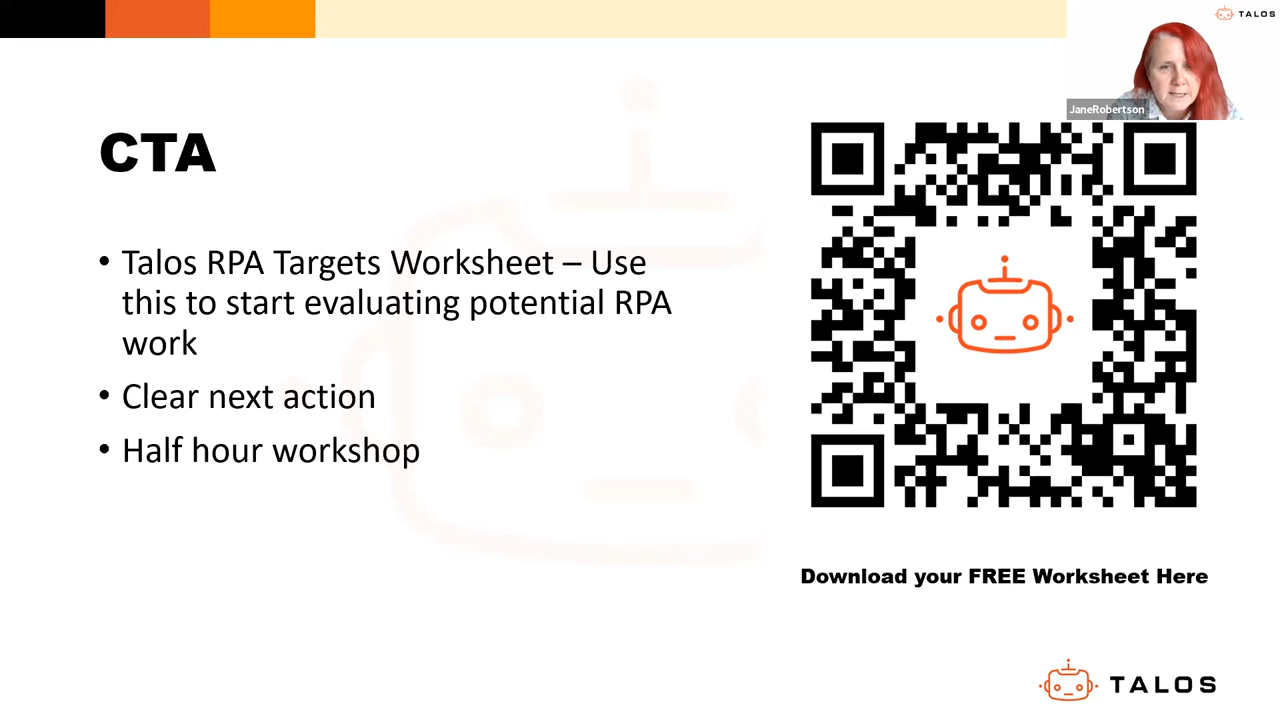 TALOS
JaneRobertson
CTA
• Talos RPA Targets Worksheet – Use
this to start evaluating potential RPA
work
• Clear next action
• Half hour workshop
Download your FREE Worksheet Here
TALOS